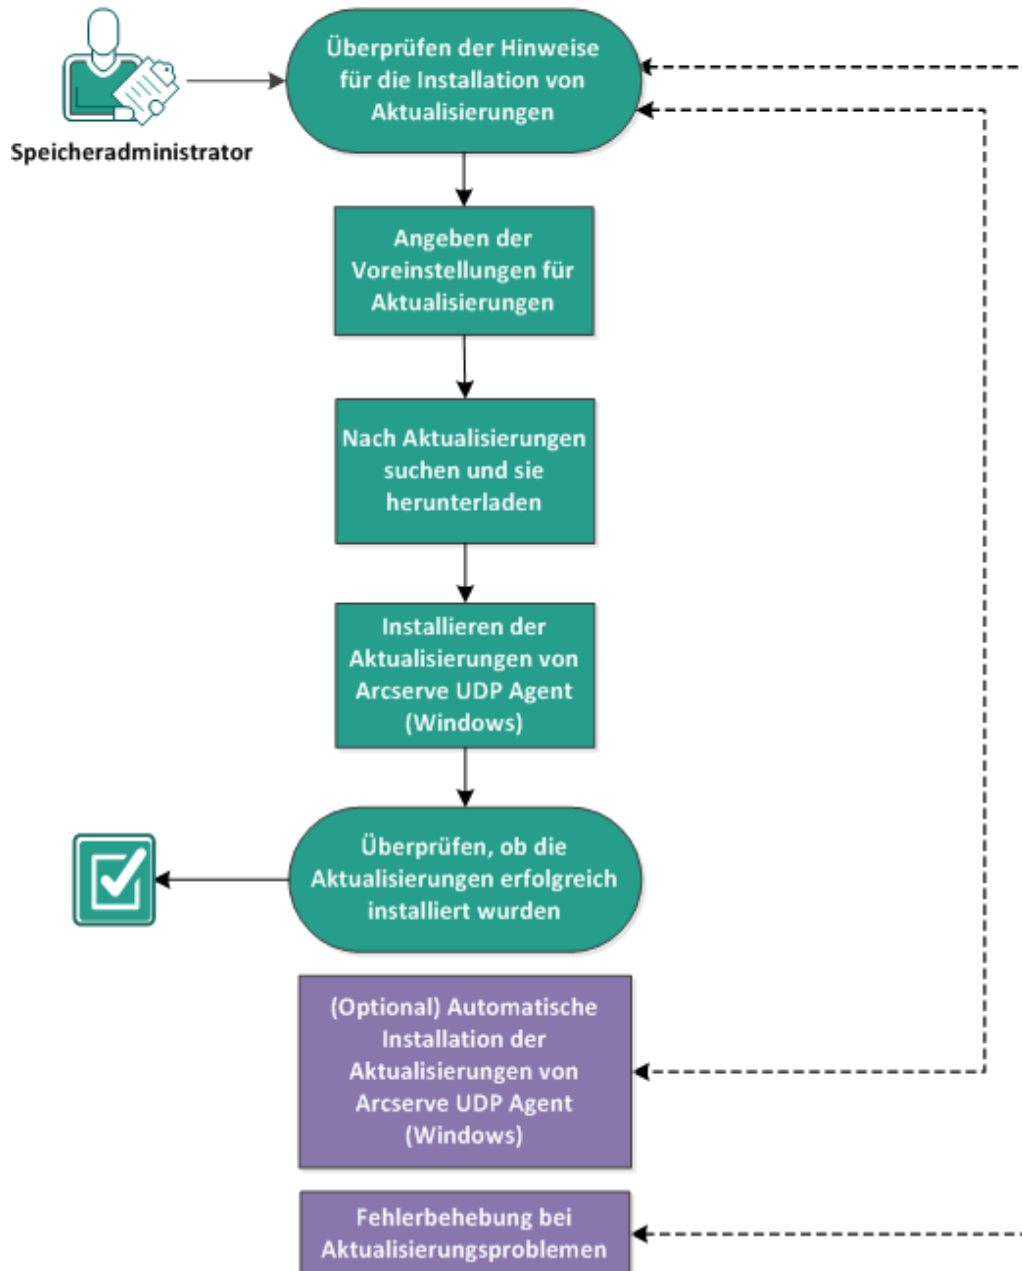 Überprüfen der Hinweise
für die Installation von
Aktualisierungen
Speicheradministrator
Angeben der
Voreinstellungen für
Aktualisierungen
Nach Aktualisierungen
suchen und sie
herunterladen
Installieren der
Aktualisierungen von
Arcserve UDP Agent
(Windows)
Überprüfen, ob die
Aktualisierungen erfolgreich
installiert wurden
(Optional) Automatische
Installation der
Aktualisierungen von
Arcserve UDP Agent
(Windows)
Fehlerbehebung bei
Aktualisierungsproblemen